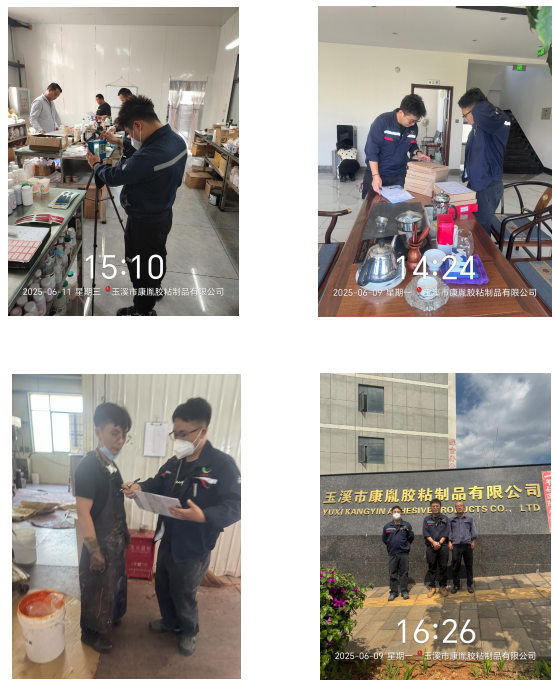 15:10
2025-06-11 星期三 玉溪市康胤胶粘制品有限公司
14:24
2025-06-09 星期一 玉溪市康胤胶粘制品有限公司
玉溪市康胤胶粘制品有限公司
YUXI KANGYIN ADHESIVE PRODUCTS CO., LTD
16:26
2025-06-09 星期一 玉溪市康胤胶粘制品有限公司